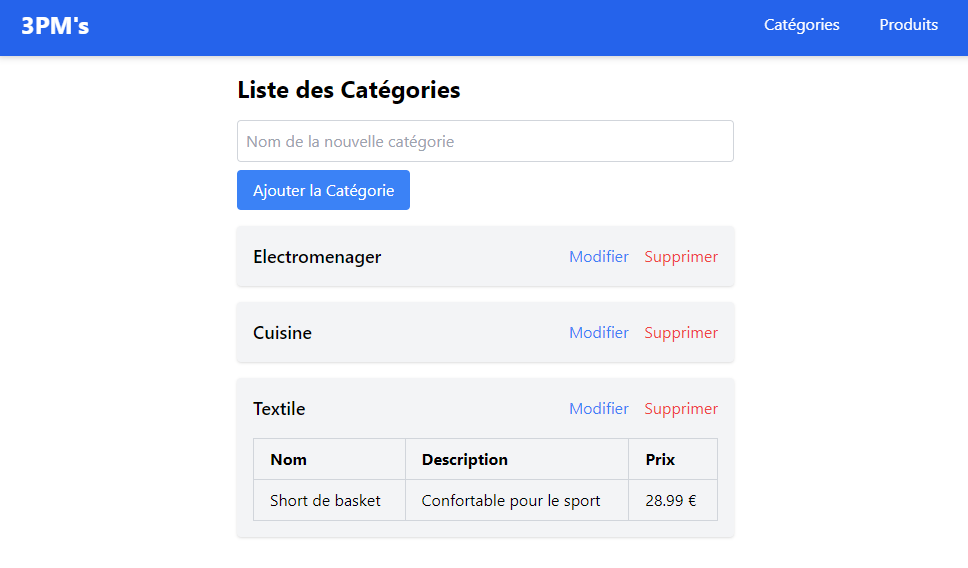 3PM's Catégories Produits
Liste des Catégories
Nom de la nouvelle catégorie
Ajouter la Catégorie
Electromenager Modifier Supprimer
Cuisine Modifier Supprimer
Textile Modifier Supprimer
Nom Description Prix
Short de basket Confortable pour le sport 28.99 €